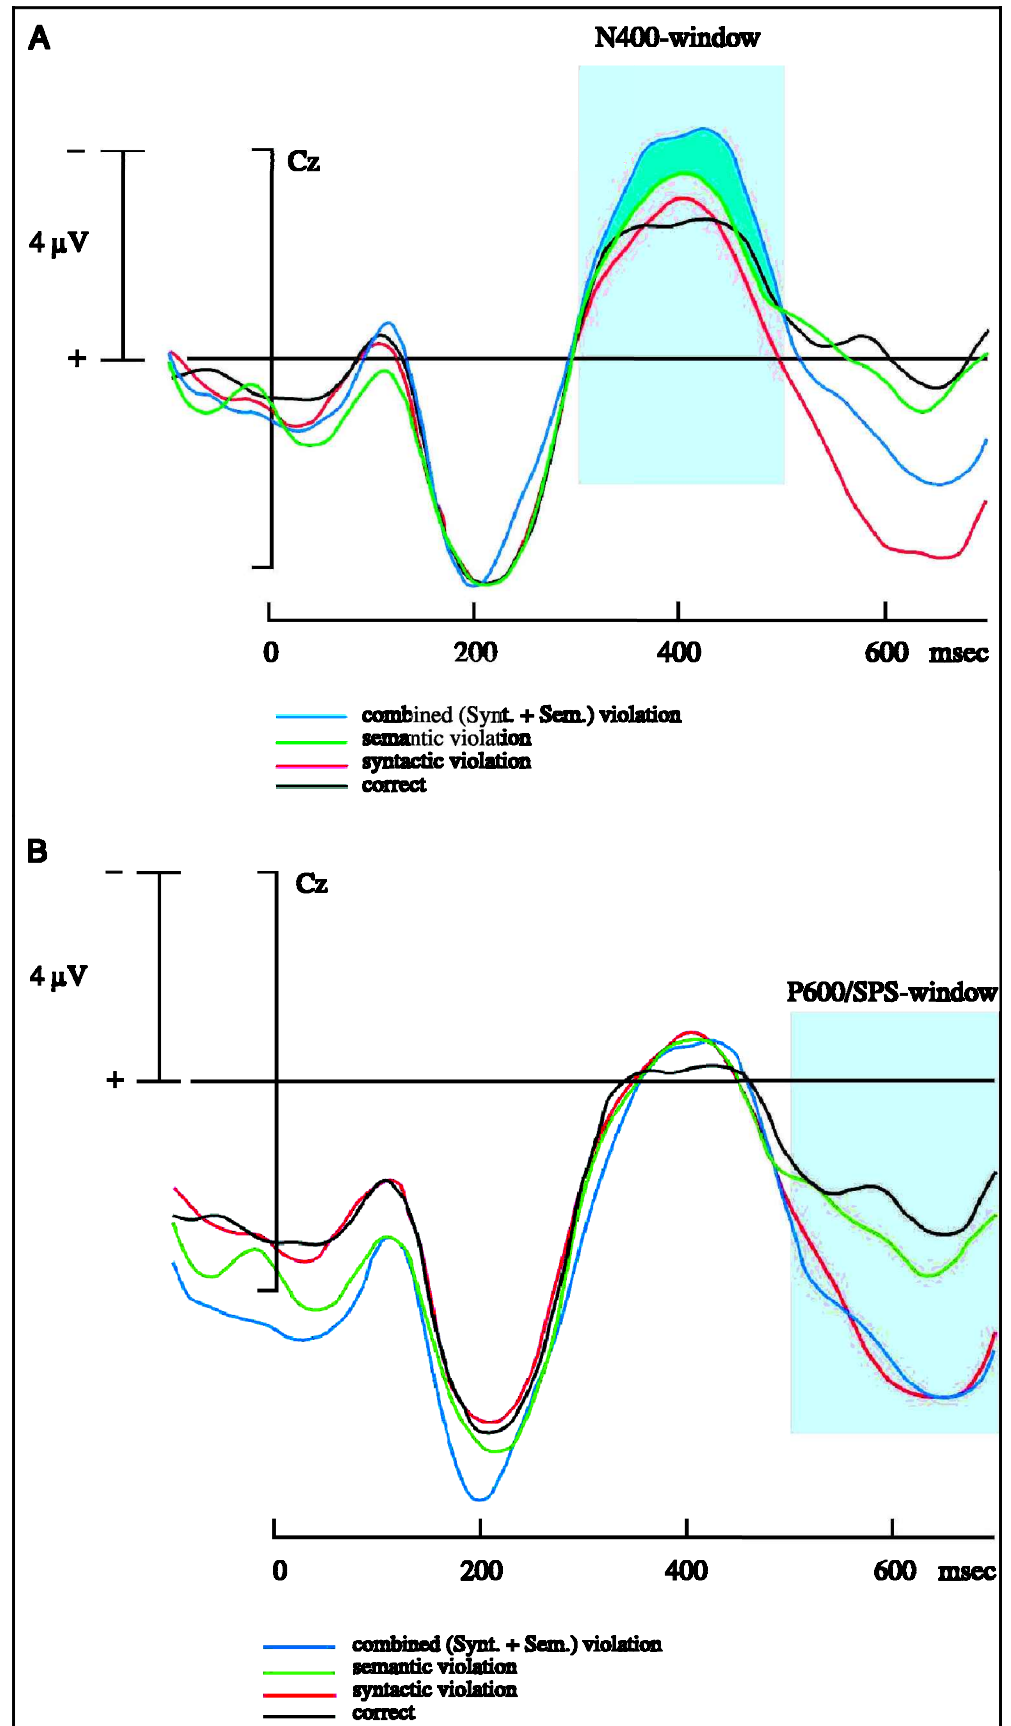 A
N400-window
−
Cz
4 µV
+
0 200 400 600 msec
combined (Synt. + Sem.) violation
semantic violation
syntactic violation
correct
B
−
Cz
4 µV
P600/SPS-window
+
0 200 400 600 msec
combined (Synt. + Sem.) violation
semantic violation
syntactic violation
correct